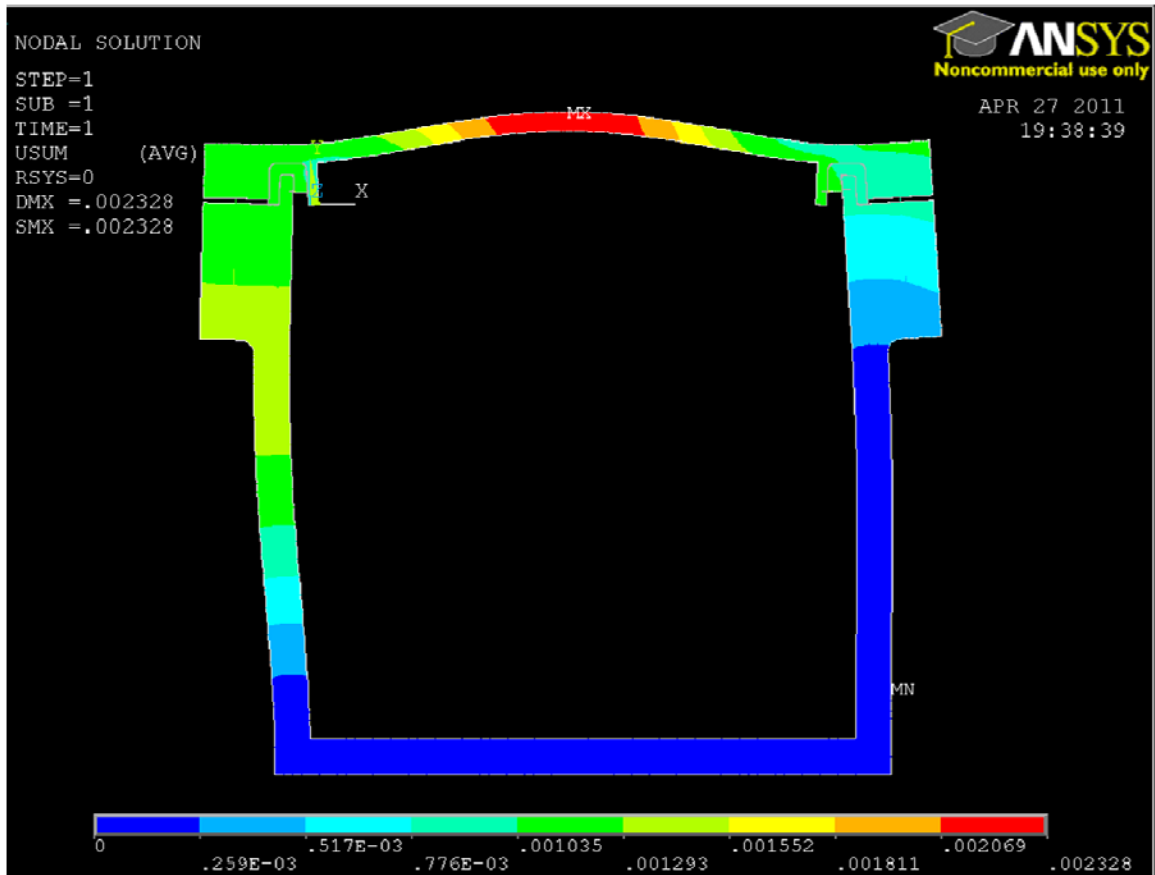 NODAL SOLUTION
STEP=1
SUB =1
TIME=1
USUM (AVG)
RSYS=0
DMX =.002328
SMX =.002328
ANSYS
Noncommercial use only
APR 27 2011
19:38:39
MX
X
MN
0
.259E-03
.517E-03
.776E-03
.001035
.001293
.001552
.001811
.002069
.002328